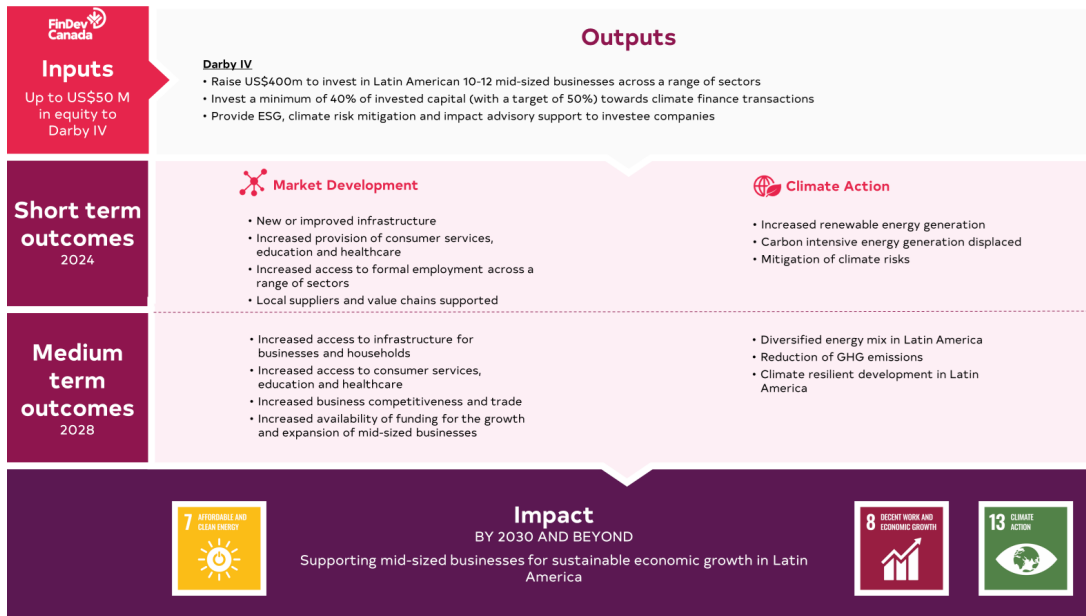 FinDev
Canada
Inputs
Up to US$50 M
in equity to
Darby IV
Outputs
Darby IV
• Raise US$400m to invest in Latin American 10-12 mid-sized businesses across a range of sectors
• Invest a minimum of 40% of invested capital (with a target of 50%) towards climate finance transactions
• Provide ESG, climate risk mitigation and impact advisory support to investee companies
Short term
outcomes
2024
Market Development
• New or improved infrastructure
• Increased provision of consumer services,
education and healthcare
• Increased access to formal employment across a
range of sectors
• Local suppliers and value chains supported
Climate Action
• Increased renewable energy generation
• Carbon intensive energy generation displaced
• Mitigation of climate risks
Medium
term
outcomes
2028
• Increased access to infrastructure for
businesses and households
• Increased access to consumer services,
education and healthcare
• Increased business competitiveness and trade
• Increased availability of funding for the growth
and expansion of mid-sized businesses
• Diversified energy mix in Latin America
• Reduction of GHG emissions
• Climate resilient development in Latin
America
7 AFFORDABLE AND
CLEAN ENERGY
Impact
BY 2030 AND BEYOND
Supporting mid-sized businesses for sustainable economic growth in Latin
America
8 DECENT WORK AND
ECONOMIC GROWTH
13 CLIMATE
ACTION